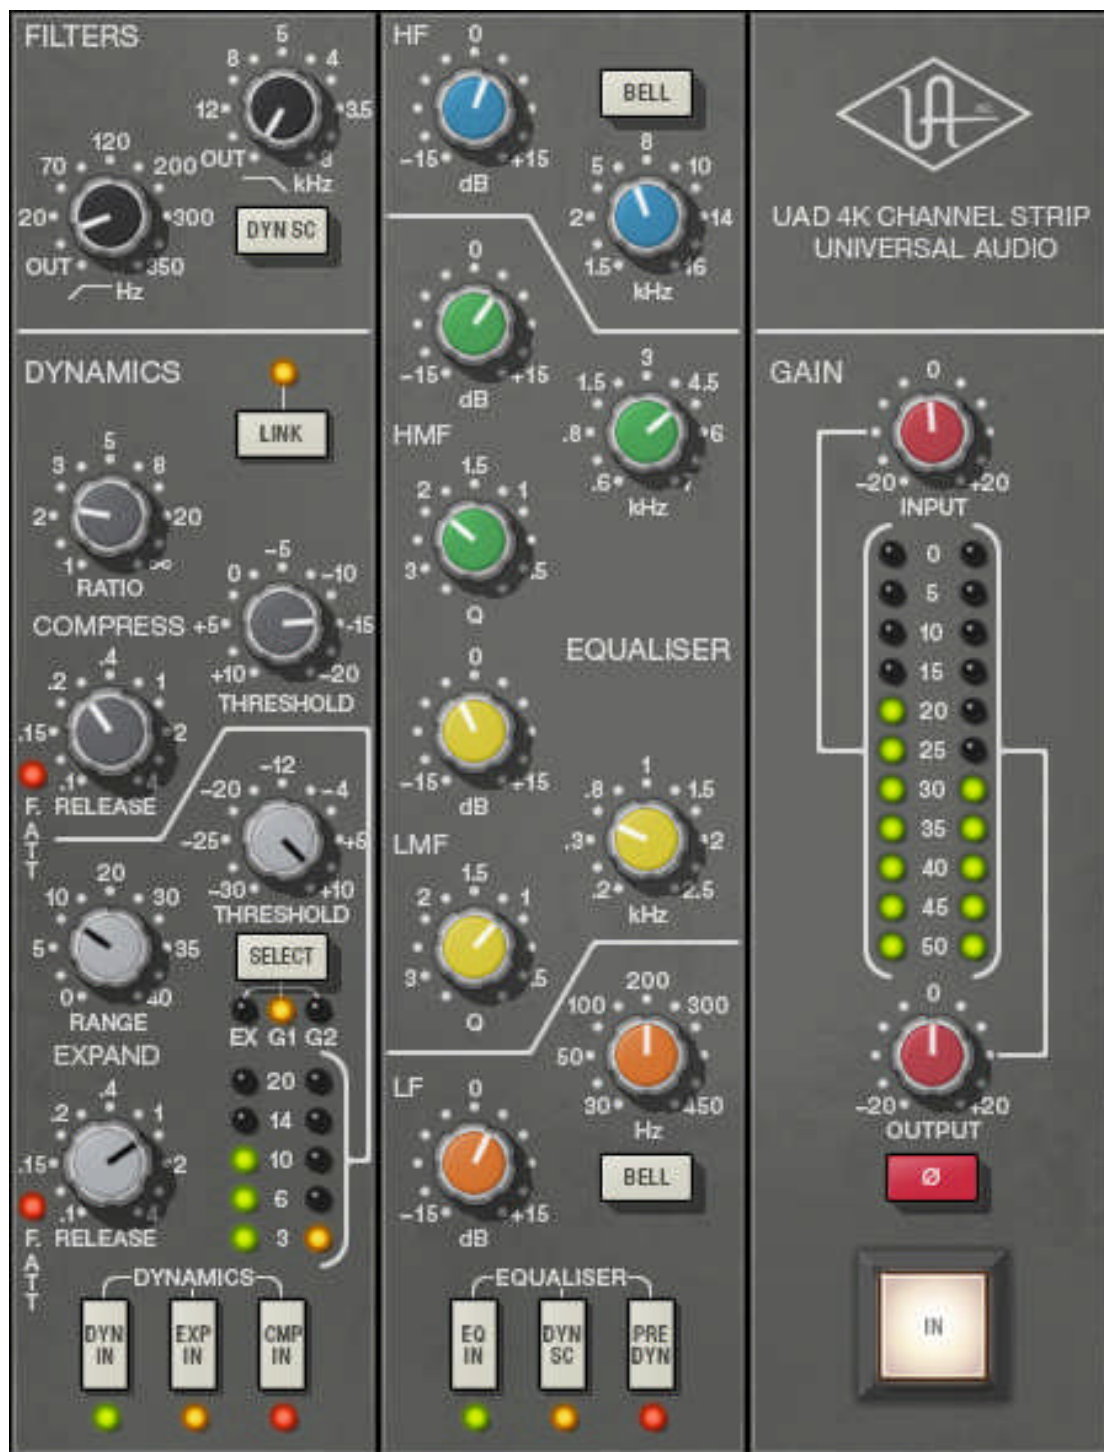 FILTERS
5
8 4
12 3.5
OUT 3
kHz
120
70 200
20 300
OUT 350
Hz
DYN SC
DYNAMICS
LINK
5
3 8
2 20
1 ∞
RATIO
-5
0 -10
+5 -15
+10 -20
THRESHOLD
COMPRESS
.4
.2 1
.15 2
.1 4
RELEASE
F. ATT
-12
-20 -4
-25 +5
-30 +10
THRESHOLD
20
10 30
5 35
0 40
RANGE
SELECT
EX G1 G2
EXPAND
20
14
10
6
3
.4
.2 1
.15 2
.1 4
RELEASE
F. ATT
DYNAMICS
DYN IN
EXP IN
CMP IN
HF
0
-15 +15
dB
BELL
8
5 10
2 14
1.5 16
kHz
0
-15 +15
dB
HMF
3
1.5 4.5
.8 6
.6 7
kHz
1.5
2 1
3 .5
Q
EQUALISER
0
-15 +15
dB
LMF
1
.8 1.5
.3 2
.2 2.5
kHz
1.5
2 1
3 .5
Q
200
100 300
50
30 450
Hz
LF
0
-15 +15
dB
BELL
EQUALISER
EQ IN
DYN SC
PRE DYN
UA
UAD 4K CHANNEL STRIP
UNIVERSAL AUDIO
GAIN
0
-20 +20
INPUT
0
5
10
15
20
25
30
35
40
45
50
0
-20 +20
OUTPUT
Ø
IN